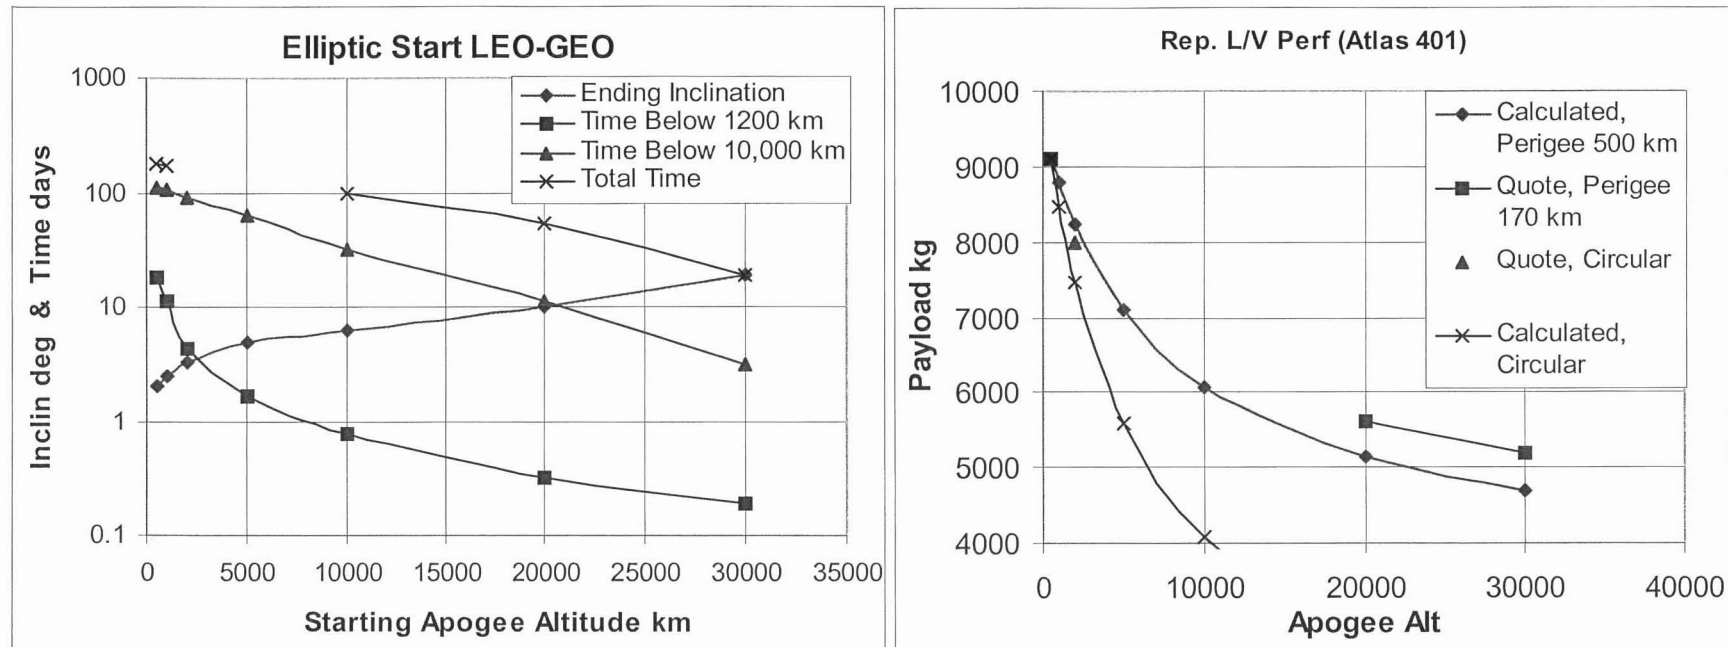 Elliptic Start LEO-GEO
Inclin deg & Time days
1000
100
10
1
0.1
Ending Inclination
Time Below 1200 km
Time Below 10,000 km
Total Time
0 5000 10000 15000 20000 25000 30000 35000
Starting Apogee Altitude km
Rep. L/V Perf (Atlas 401)
Payload kg
10000
9000
8000
7000
6000
5000
4000
Calculated,
Perigee 500 km
Quote, Perigee
170 km
Quote, Circular
Calculated,
Circular
0 10000 20000 30000 40000
Apogee Alt